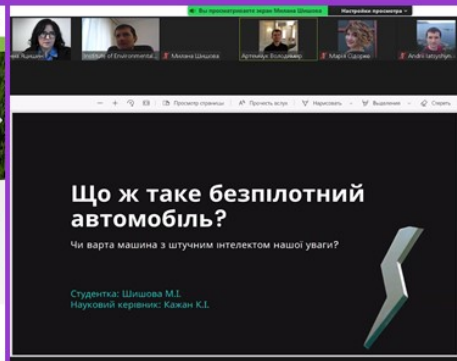 Вы просматриваете экран Милана Шишова
Настройки просмотра
Institute of Environmental...
Милана Шишова
Артемчук Володимир
Марія Сідорко
Andrii Iatsyshyn
Просмотр страницы
Прочесть вслух
Нарисовать
Выделение
Стереть
Що ж таке безпілотний
автомобіль?
Чи варта машина з штучним інтелектом нашої уваги?
Студентка: Шишова М.І.
Науковий керівник: Кажан К.І.